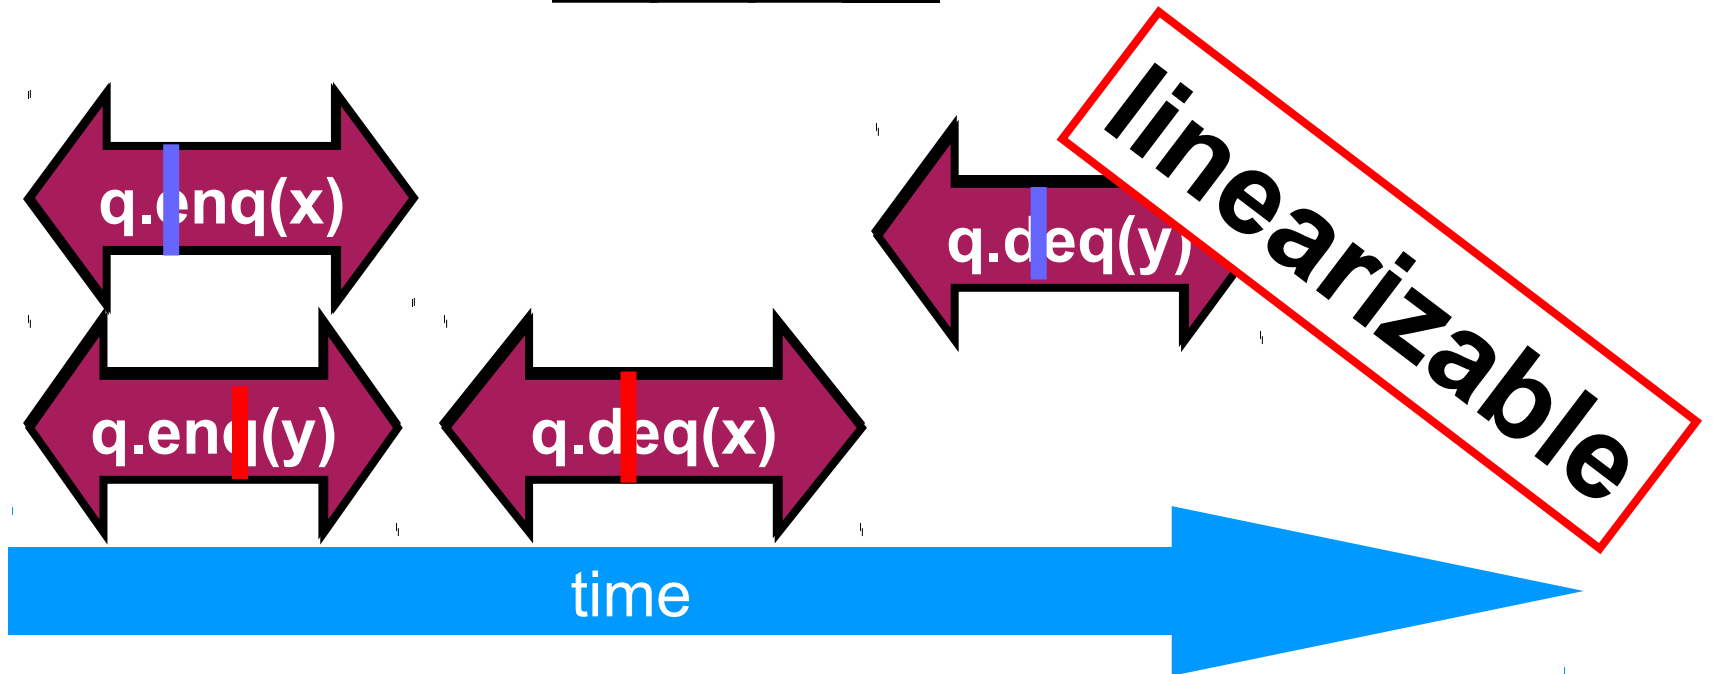 q.enq(x)
q.deq(y)
linearizable
q.enq(y)
q.deq(x)
time